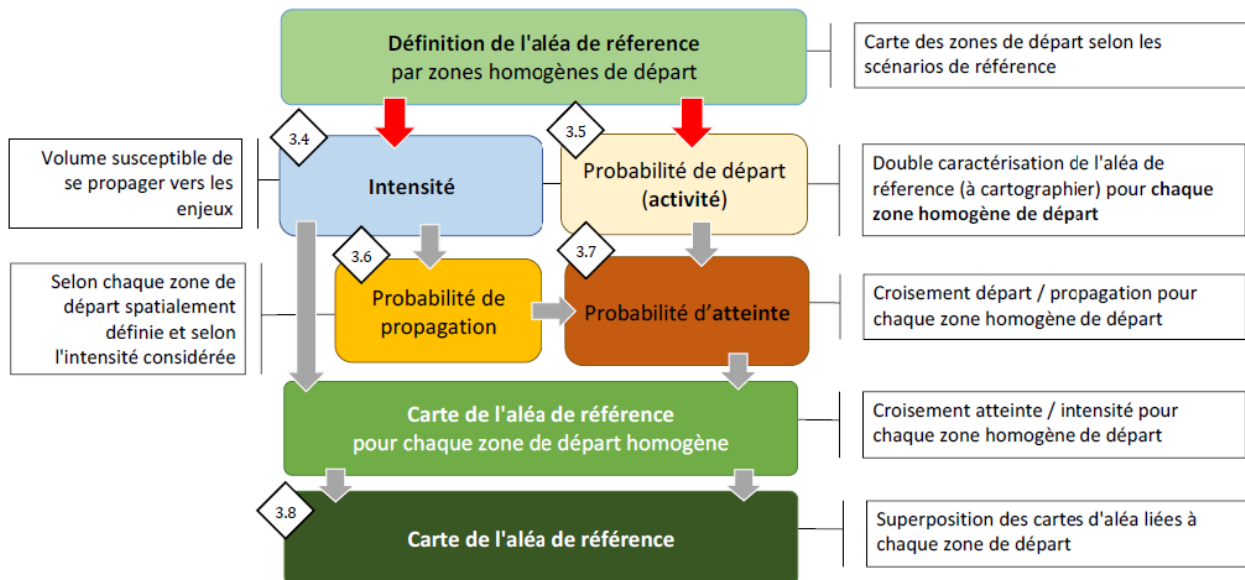 Définition de l'aléa de réference
par zones homogènes de départ
Carte des zones de départ selon les
scénarios de référence
3.4
3.5
Volume susceptible de
se propager vers les
enjeux
Intensité
Probabilité de départ
(activité)
Double caractérisation de l'aléa de
réference (à cartographier) pour chaque
zone homogène de départ
3.6
3.7
Selon chaque zone de
départ spatialement
définie et selon
l'intensité considérée
Probabilité de
propagation
Probabilité d'atteinte
Croisement départ / propagation pour
chaque zone homogène de départ
Carte de l'aléa de référence
pour chaque zone de départ homogène
Croisement atteinte / intensité pour
chaque zone homogène de départ
3.8
Carte de l'aléa de référence
Superposition des cartes d'aléa liées à
chaque zone de départ